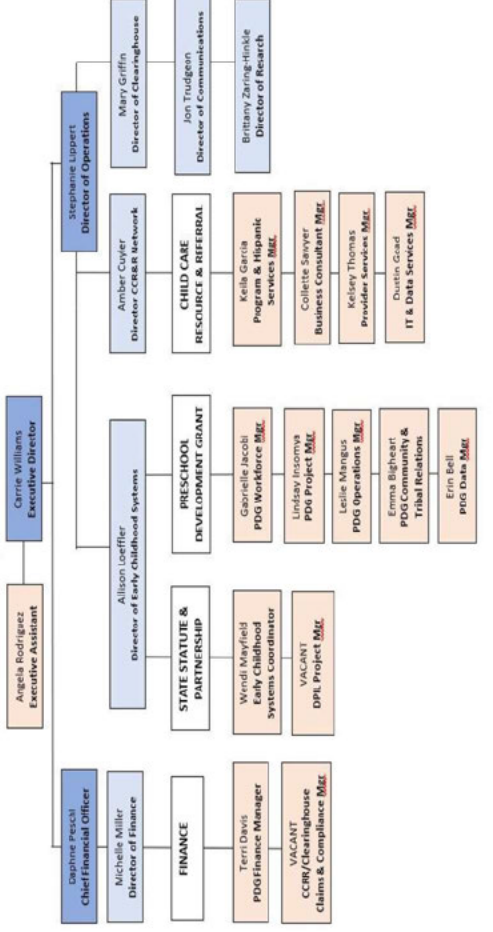 Carrie Williams
Executive Director
Angela Rodriguez
Executive Assistant
Daphne Peschl
Chief Financial Officer
Stephanie Lippert
Director of Operations
Michelle Miller
Director of Finance
Allison Loeffler
Director of Early Childhood Systems
Amber Cuyler
Director CCR&R Network
Mary Griffin
Director of Clearinghouse
Jon Trudgeon
Director of Communications
Brittany Zaring-Hinkle
Director of Resarch
FINANCE
Terri Davis
PDG Finance Manager
VACANT
CCRR/Clearinghouse
Claims & Compliance Mgr
STATE STATUTE &
PARTNERSHIP
Wendi Mayfield
Early Childhood
Systems Coordinator
VACANT
DPIL Project Mgr
PRESCHOOL
DEVELOPMENT GRANT
Gabrielle Jacobi
PDG Workforce Mgr
Lindsay Insomya
PDG Project Mgr
Leslie Mangus
PDG Operations Mgr
Emma Bigheart
PDG Community &
Tribal Relations
Erin Bell
PDG Data Mgr
CHILD CARE
RESOURCE & REFERRAL
Keila Garcia
Program & Hispanic
Services Mgr
Collette Sawyer
Business Consultant Mgr
Kelsey Thomas
Provider Services Mgr
Dustin Goad
IT & Data Services Mgr